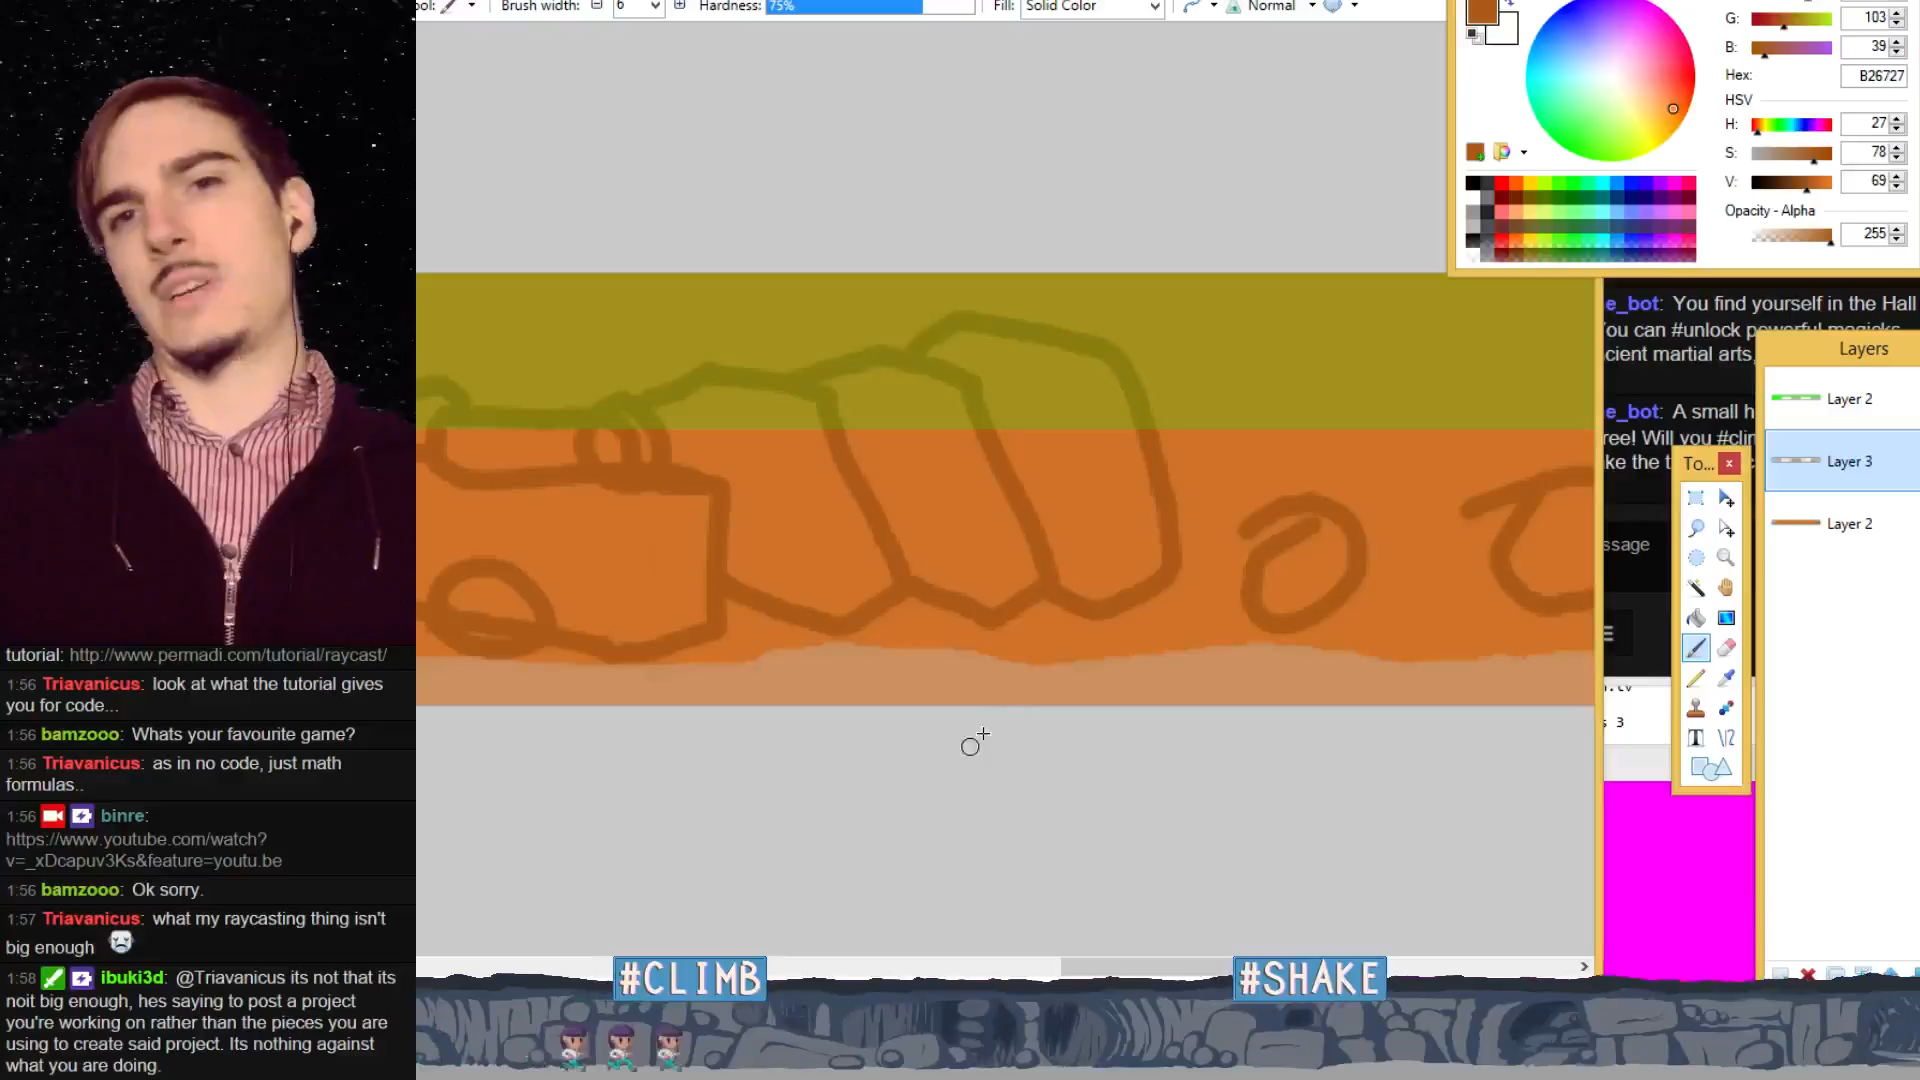 ool:
Brush width:
6
Hardness:
75%
Fill:
Solid Color
Normal
G:
103
B:
39
Hex:
B26727
HSV
H:
27
S:
78
V:
69
Opacity - Alpha
255
e_bot: You find yourself in the Hall
You can #unlock powerful magicks
cient martial arts,
Layers
Layer 2
e_bot: A small h
ree! Will you #clim
Layer 3
ke the t
To...
Layer 2
ssage
s 3
tutorial: http://www.permadi.com/tutorial/raycast/
1:56 Triavanicus: look at what the tutorial gives
you for code...
1:56 bamzooo: Whats your favourite game?
1:56 Triavanicus: as in no code, just math
formulas..
1:56 binre:
https://www.youtube.com/watch?
v=_xDcapuv3Ks&feature=youtu.be
1:56 bamzooo: Ok sorry.
1:57 Triavanicus: what my raycasting thing isn't
big enough
1:58 ibuki3d: @Triavanicus its not that its
noit big enough, hes saying to post a project
you're working on rather than the pieces you are
using to create said project. Its nothing against
what you are doing.
#CLIMB
#SHAKE